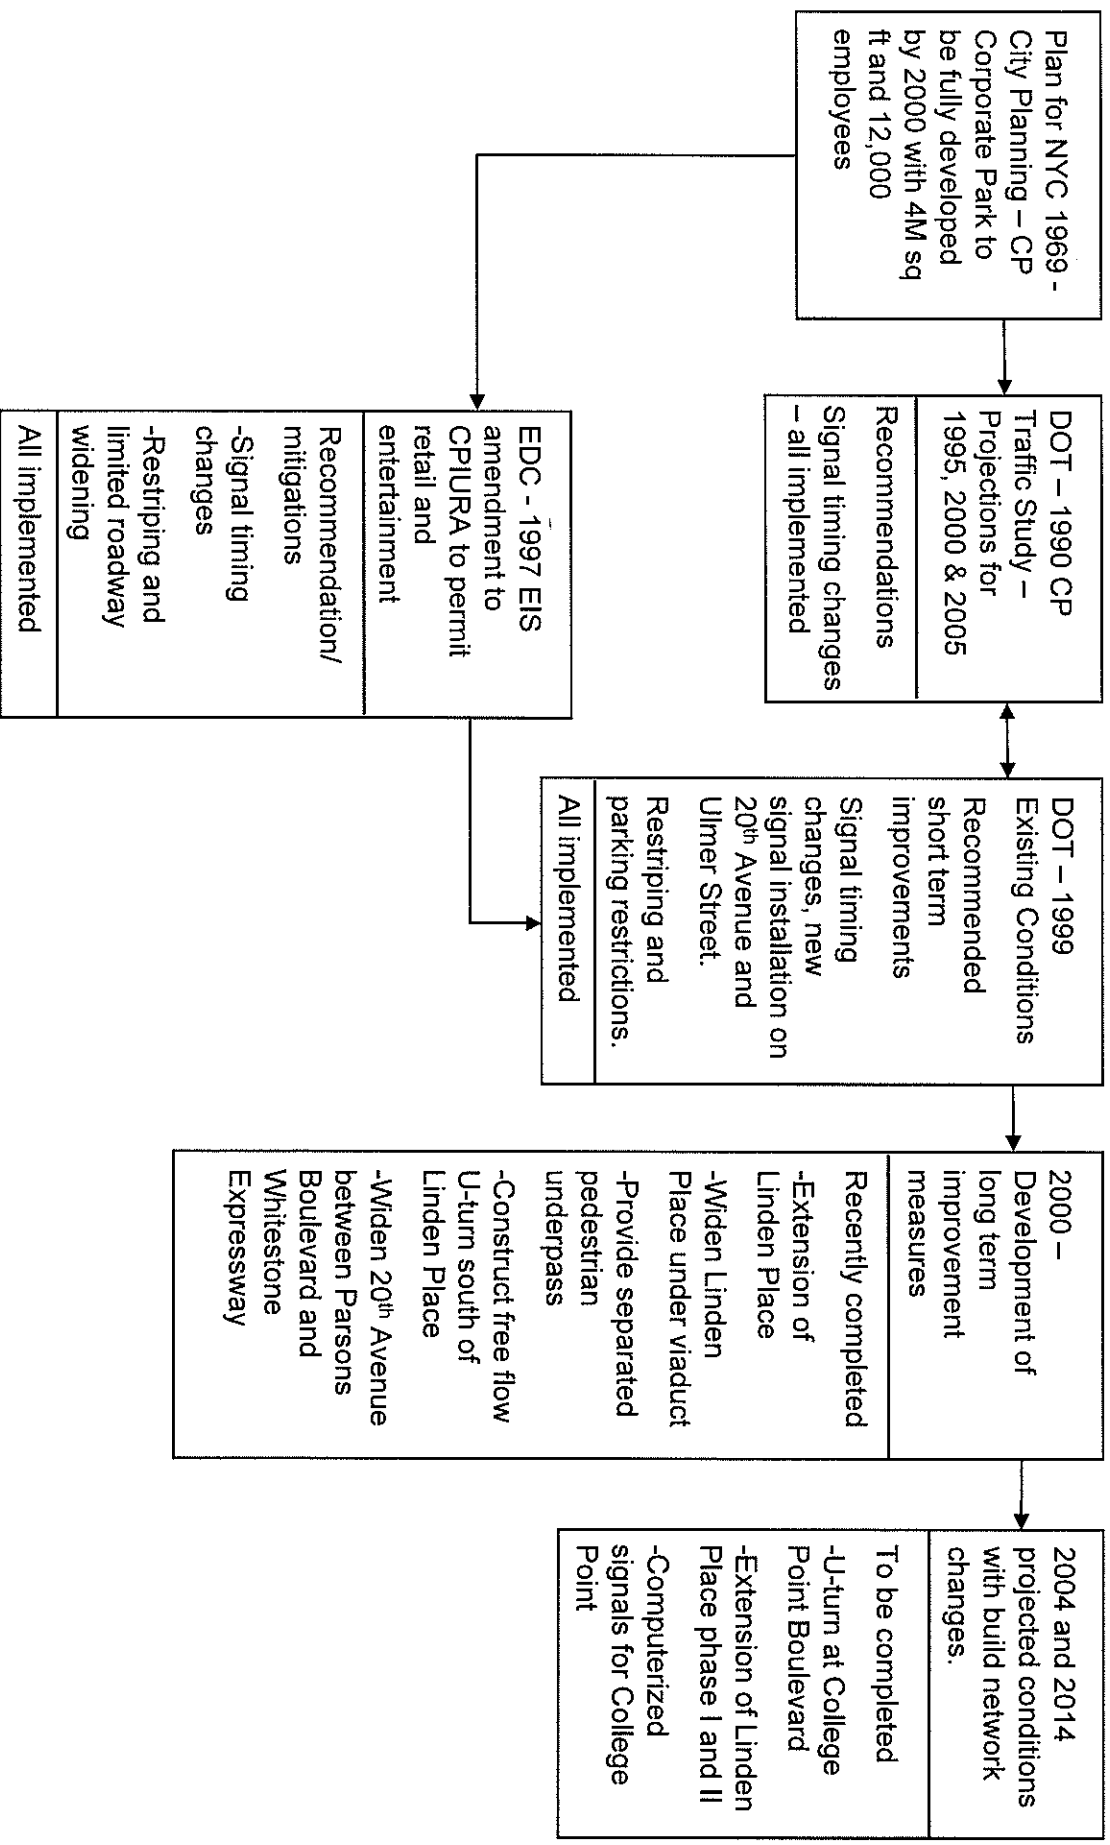 Plan for NYC 1969 -
City Planning – CP
Corporate Park to
be fully developed
by 2000 with 4M sq
ft and 12,000
employees
DOT – 1990 CP
Traffic Study –
Projections for
1995, 2000 & 2005
Recommendations
Signal timing changes
– all implemented
EDC - 1997 EIS
amendment to
CPIURA to permit
retail and
entertainment
Recommendation/
mitigations
-Signal timing
changes
-Restriping and
limited roadway
widening
All implemented
DOT – 1999
Existing Conditions
Recommended
short term
improvements
Signal timing
changes, new
signal installation on
20th Avenue and
Ulmer Street.
Restriping and
parking restrictions.
All implemented
2000 –
Development of
long term
improvement
measures
Recently completed
-Extension of
Linden Place
-Widen Linden
Place under viaduct
-Provide separated
pedestrian
underpass
-Construct free flow
U-turn south of
Linden Place
-Widen 20th Avenue
between Parsons
Boulevard and
Whitestone
Expressway
2004 and 2014
projected conditions
with build network
changes.
To be completed
-U-turn at College
Point Boulevard
-Extension of Linden
Place phase I and II
-Computerized
signals for College
Point